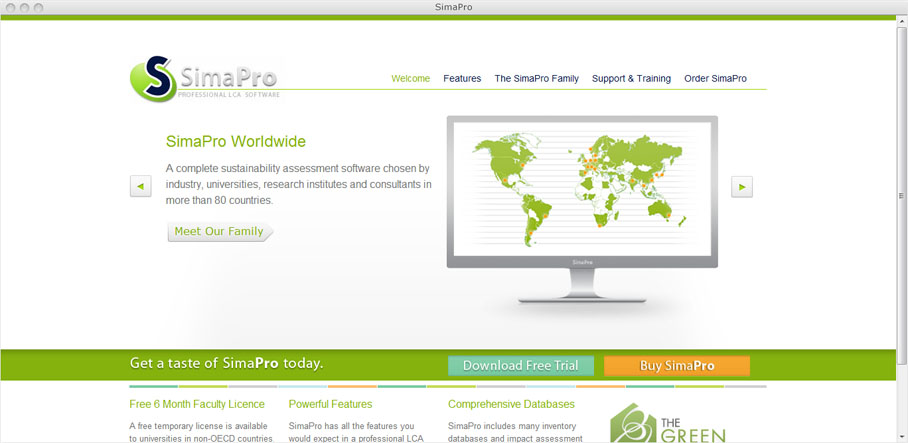 SimaPro
SimaPro
PROFESSIONAL LCA SOFTWARE
Welcome Features The SimaPro Family Support & Training Order SimaPro
SimaPro Worldwide
A complete sustainability assessment software chosen by
industry, universities, research institutes and consultants in
more than 80 countries.
Meet Our Family
SimaPro
Get a taste of SimaPro today.
Download Free Trial
Buy SimaPro
Free 6 Month Faculty Licence
A free temporary license is available
to universities in non-OECD countries
Powerful Features
SimaPro has all the features you
would expect in a professional LCA
Comprehensive Databases
SimaPro includes many inventory
databases and impact assessment
THE
GREEN